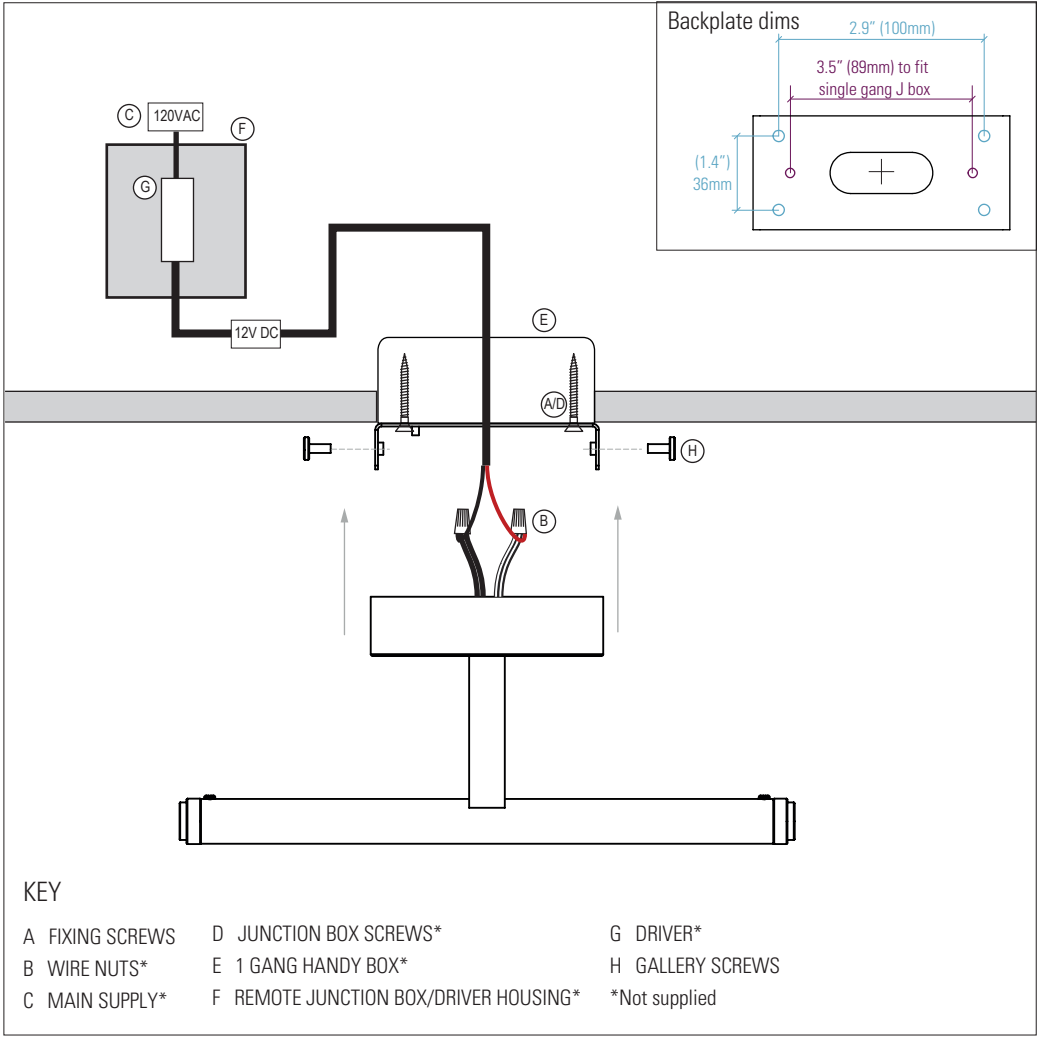 Backplate dims
2.9” (100mm)
3.5” (89mm) to fit
single gang J box
(1.4”)
36mm
C
120VAC
F
G
12V DC
E
A/D
H
B
KEY
A FIXING SCREWS
B WIRE NUTS*
C MAIN SUPPLY*
D JUNCTION BOX SCREWS*
E 1 GANG HANDY BOX*
F REMOTE JUNCTION BOX/DRIVER HOUSING*
G DRIVER*
H GALLERY SCREWS
*Not supplied